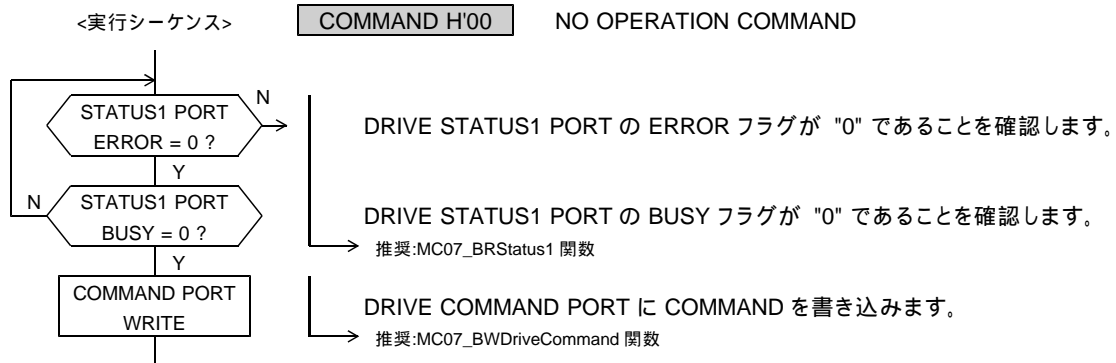 <実行シーケンス>
COMMAND H'00
NO OPERATION COMMAND
STATUS1 PORT
ERROR = 0 ?
N
DRIVE STATUS1 PORT の ERROR フラグが "0" であることを確認します。
Y
N
STATUS1 PORT
BUSY = 0 ?
DRIVE STATUS1 PORT の BUSY フラグが "0" であることを確認します。
推奨:MC07_BRStatus1 関数
Y
COMMAND PORT
WRITE
DRIVE COMMAND PORT に COMMAND を書き込みます。
推奨:MC07_BWDriveCommand 関数